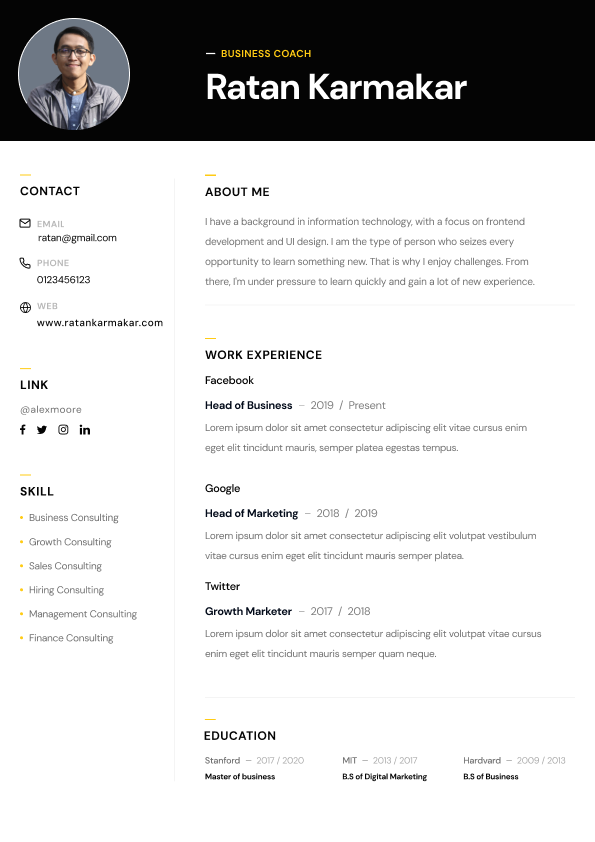 — BUSINESS COACH
Ratan Karmakar
CONTACT
EMAIL
ratan@gmail.com
PHONE
0123456123
WEB
www.ratankarmakar.com
LINK
@alexmoore
SKILL
Business Consulting
Growth Consulting
Sales Consulting
Hiring Consulting
Management Consulting
Finance Consulting
ABOUT ME
I have a background in information technology, with a focus on frontend
development and UI design. I am the type of person who seizes every
opportunity to learn something new. That is why I enjoy challenges. From
there, I'm under pressure to learn quickly and gain a lot of new experience.
WORK EXPERIENCE
Facebook
Head of Business – 2019 / Present
Lorem ipsum dolor sit amet consectetur adipiscing elit vitae cursus enim
eget elit tincidunt mauris, semper platea egestas tempus.
Google
Head of Marketing – 2018 / 2019
Lorem ipsum dolor sit amet consectetur adipiscing elit volutpat vestibulum
vitae cursus enim eget elit tincidunt mauris semper platea.
Twitter
Growth Marketer – 2017 / 2018
Lorem ipsum dolor sit amet consectetur adipiscing elit volutpat vitae cursus
enim eget elit tincidunt mauris semper quam neque.
EDUCATION
Stanford – 2017 / 2020
Master of business
MIT – 2013 / 2017
B.S of Digital Marketing
Hardvard – 2009 / 2013
B.S of Business